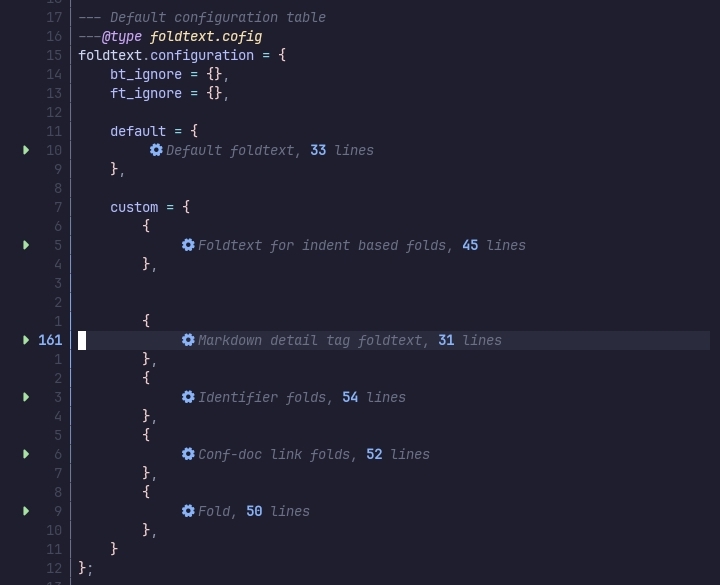 17 --- Default configuration table
16 ---@type foldtext.cofig
15 foldtext.configuration = {
14 bt_ignore = {},
13 ft_ignore = {},
12
11 default = {
10 Default foldtext, 33 lines
9 },
8
7 custom = {
6 {
5 Foldtext for indent based folds, 45 lines
4 },
3
2
1 {
161 Markdown detail tag foldtext, 31 lines
1 },
2 {
3 Identifier folds, 54 lines
4 },
5 {
6 Conf-doc link folds, 52 lines
7 },
8 {
9 Fold, 50 lines
10 },
11 }
12 };